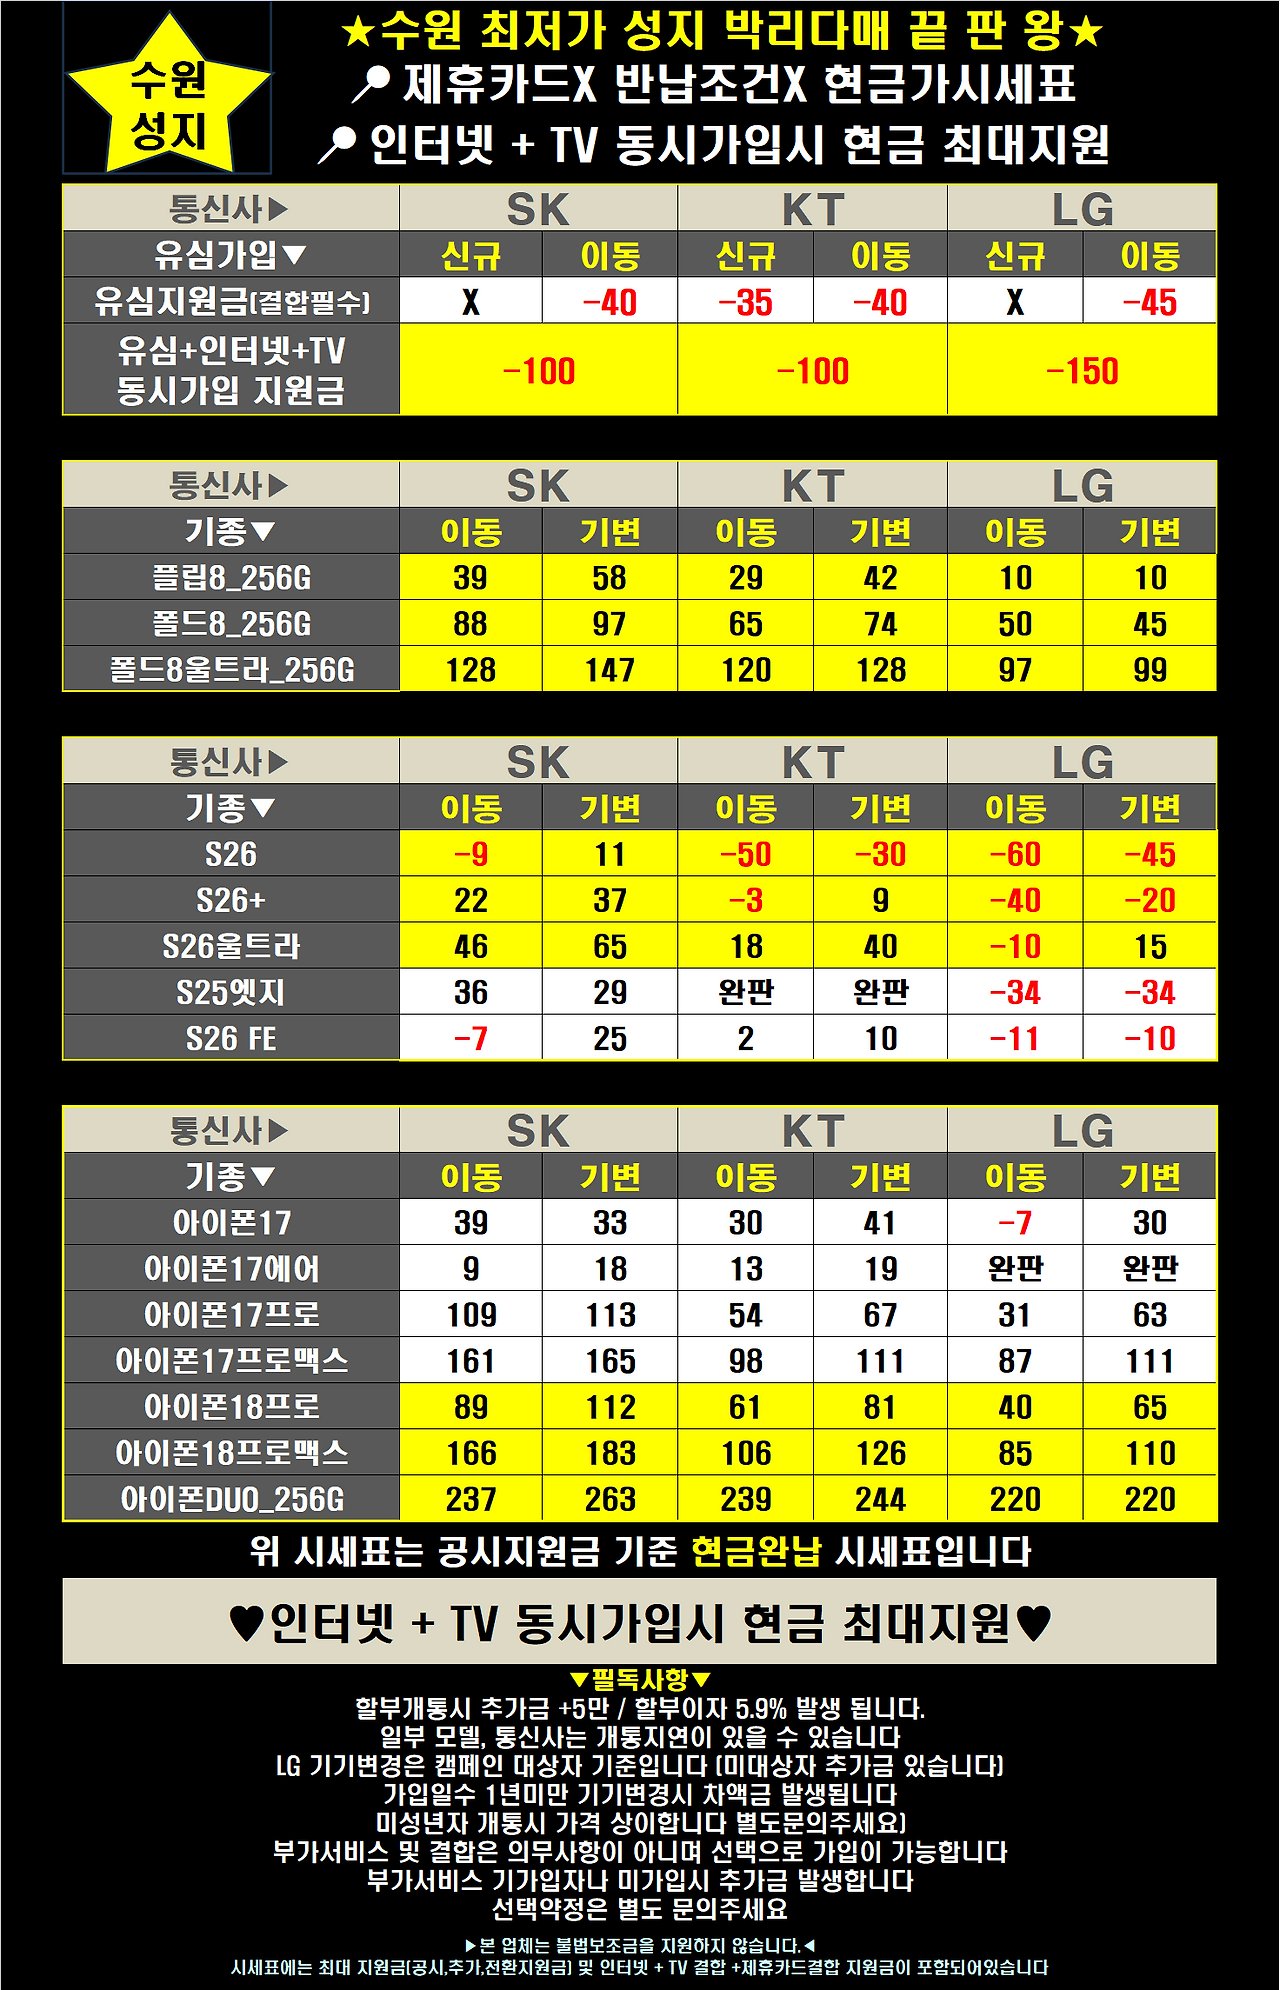 수원
성지
★수원 최저가 성지 박리다매 끝 판 왕★
제휴카드X 반납조건X 현금가시세표
인터넷 + TV 동시가입시 현금 최대지원
통신사▶ SK KT LG
유심가입▼ 신규 이동 신규 이동 신규 이동
유심지원금(결합필수) X -40 -35 -40 X -45
유심+인터넷+TV
동시가입 지원금 -100 -100 -150
통신사▶ SK KT LG
기종▼ 이동 기변 이동 기변 이동 기변
플립8_256G 39 58 29 42 10 10
폴드8_256G 88 97 65 74 50 45
폴드8울트라_256G 128 147 120 128 97 99
통신사▶ SK KT LG
기종▼ 이동 기변 이동 기변 이동 기변
S26 -9 11 -50 -30 -60 -45
S26+ 22 37 -3 9 -40 -20
S26울트라 46 65 18 40 -10 15
S25엣지 36 29 완판 완판 -34 -34
S26 FE -7 25 2 10 -11 -10
통신사▶ SK KT LG
기종▼ 이동 기변 이동 기변 이동 기변
아이폰17 39 33 30 41 -7 30
아이폰17에어 9 18 13 19 완판 완판
아이폰17프로 109 113 54 67 31 63
아이폰17프로맥스 161 165 98 111 87 111
아이폰18프로 89 112 61 81 40 65
아이폰18프로맥스 166 183 106 126 85 110
아이폰DUO_256G 237 263 239 244 220 220
위 시세표는 공시지원금 기준 현금완납 시세표입니다
♥인터넷 + TV 동시가입시 현금 최대지원♥
▼필독사항▼
할부개통시 추가금 +5만 / 할부이자 5.9% 발생 됩니다.
일부 모델, 통신사는 개통지연이 있을 수 있습니다
LG 기기변경은 캠페인 대상자 기준입니다 (미대상자 추가금 있습니다)
가입일수 1년미만 기기변경시 차액금 발생됩니다
미성년자 개통시 가격 상이합니다 별도문의주세요)
부가서비스 및 결합은 의무사항이 아니며 선택으로 가입이 가능합니다
부가서비스 기가입자나 미가입시 추가금 발생합니다
선택약정은 별도 문의주세요
▶본 업체는 불법보조금을 지원하지 않습니다.◀
시세표에는 최대 지원금(공시,추가,전환지원금) 및 인터넷 + TV 결합 +제휴카드결합 지원금이 포함되어있습니다